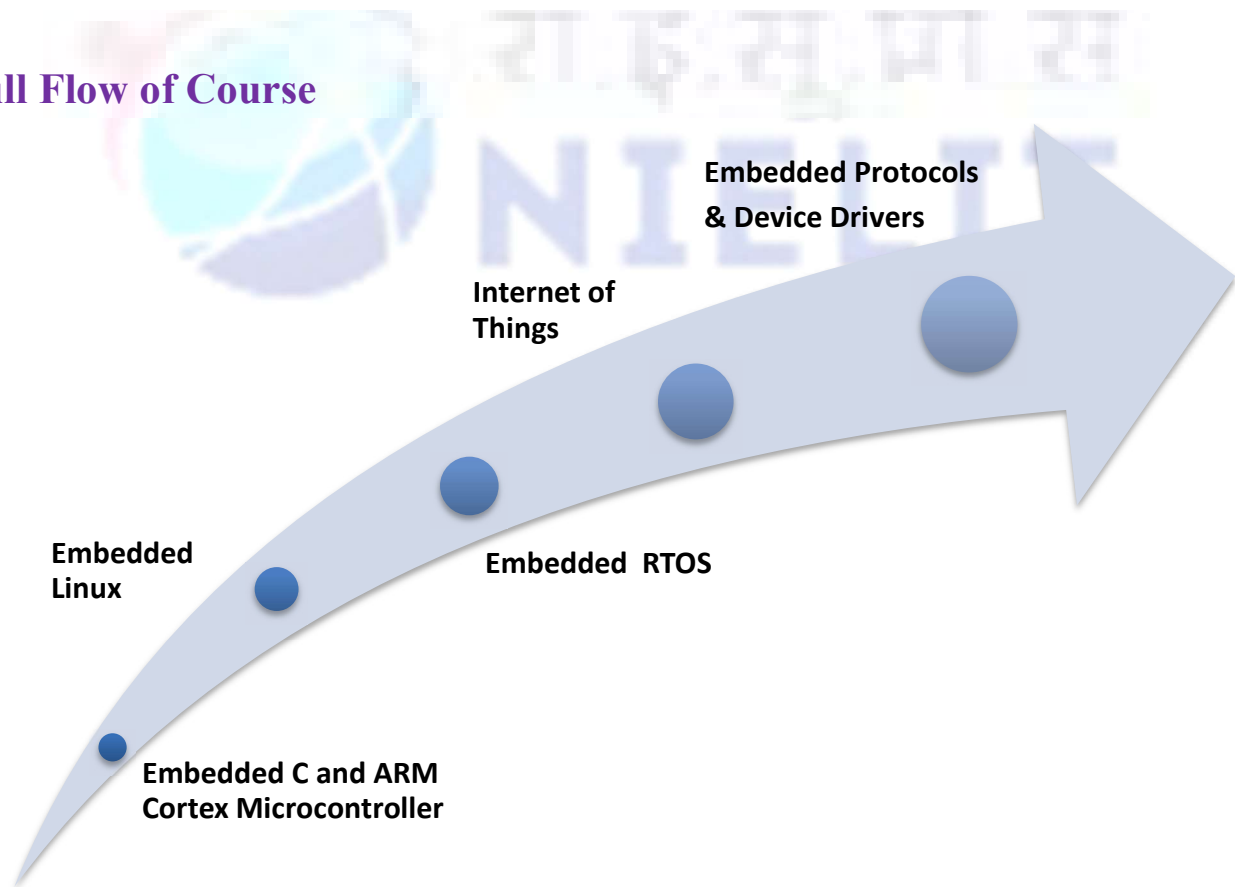 रा.इ.सू.प्रौ.सं
ll Flow of Course
NIELIT
Embedded Protocols
& Device Drivers
Internet of
Things
Embedded
Linux
Embedded RTOS
Embedded C and ARM
Cortex Microcontroller